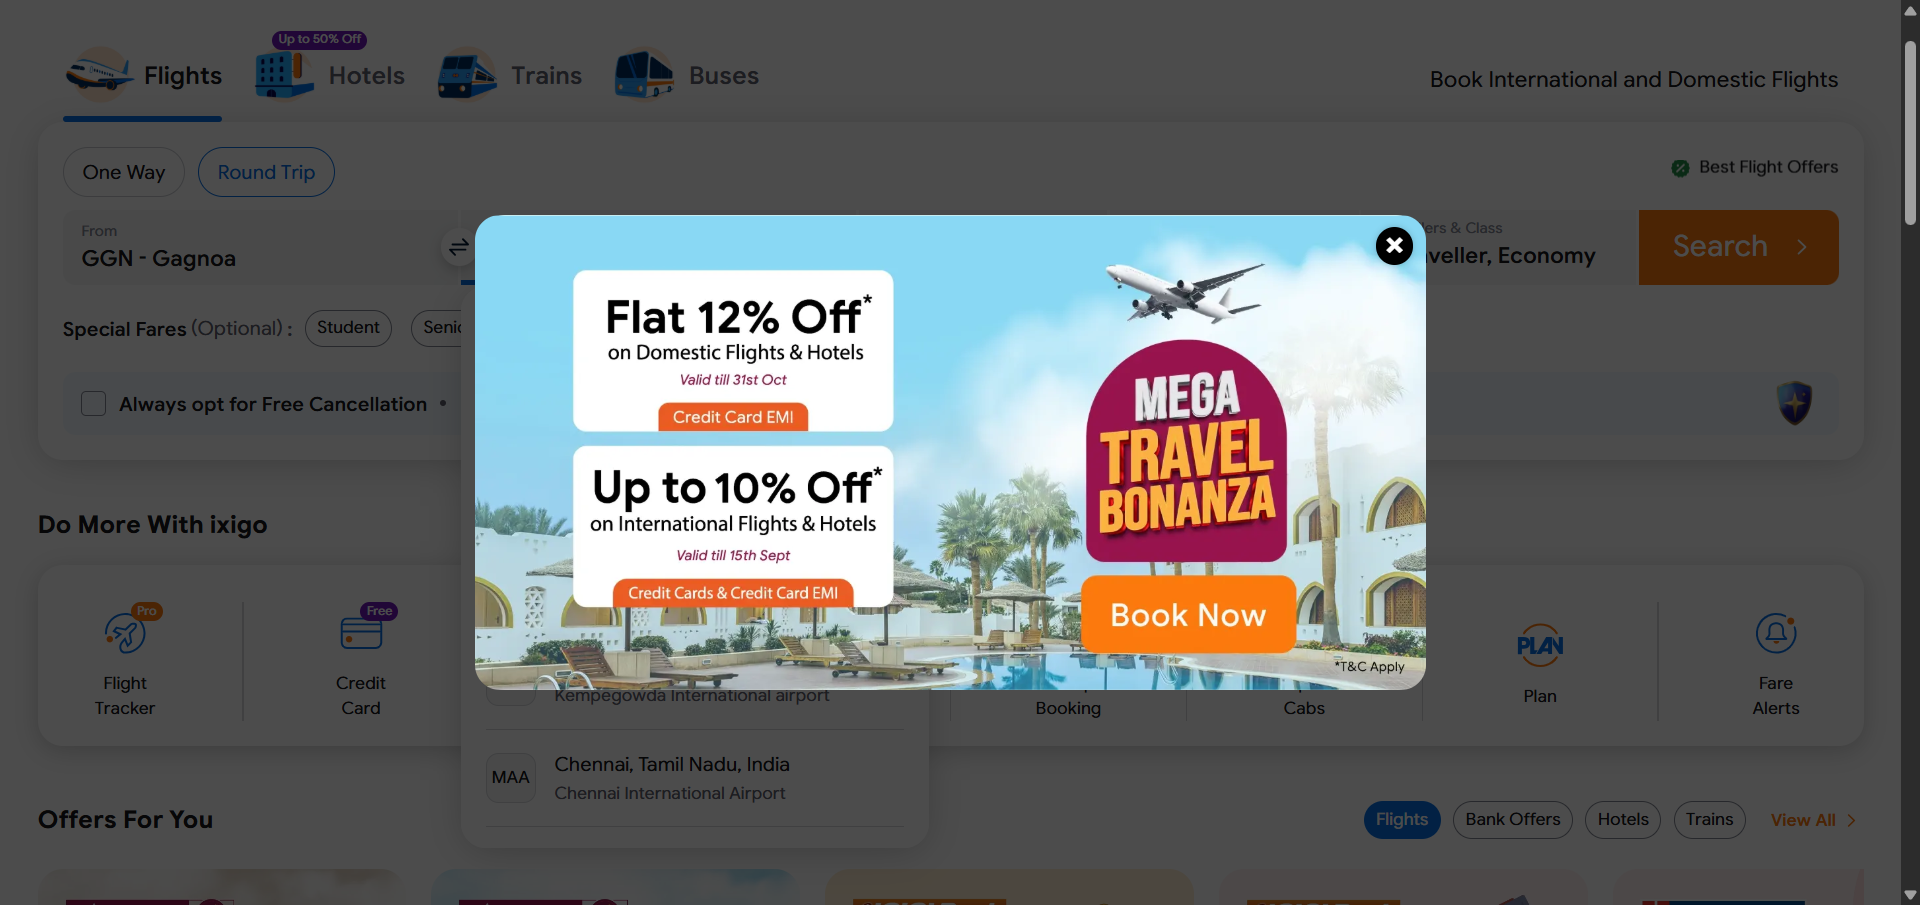 Up to 50% Off
Flights
Hotels
Trains
Buses
Book International and Domestic Flights
One Way
Round Trip
Best Flight Offers
From
GGN - Gagnoa
& Class
Economy
Search
Special Fares (Optional) :
Student
Always opt for Free Cancellation •
Flat 12% Off*
on Domestic Flights & Hotels
Valid till 31st Oct
Credit Card EMI
Up to 10% Off*
on International Flights & Hotels
Valid till 15th Sept
Credit Cards & Credit Card EMI
MEGA
TRAVEL
BONANZA
Book Now
*T&C Apply
Do More With ixigo
Pro
Flight
Tracker
Free
Credit
Card
Booking
Cabs
PLAN
Plan
Fare
Alerts
Kempegowda International airport
MAA
Chennai, Tamil Nadu, India
Chennai International Airport
Offers For You
Flights
Bank Offers
Hotels
Trains
View All